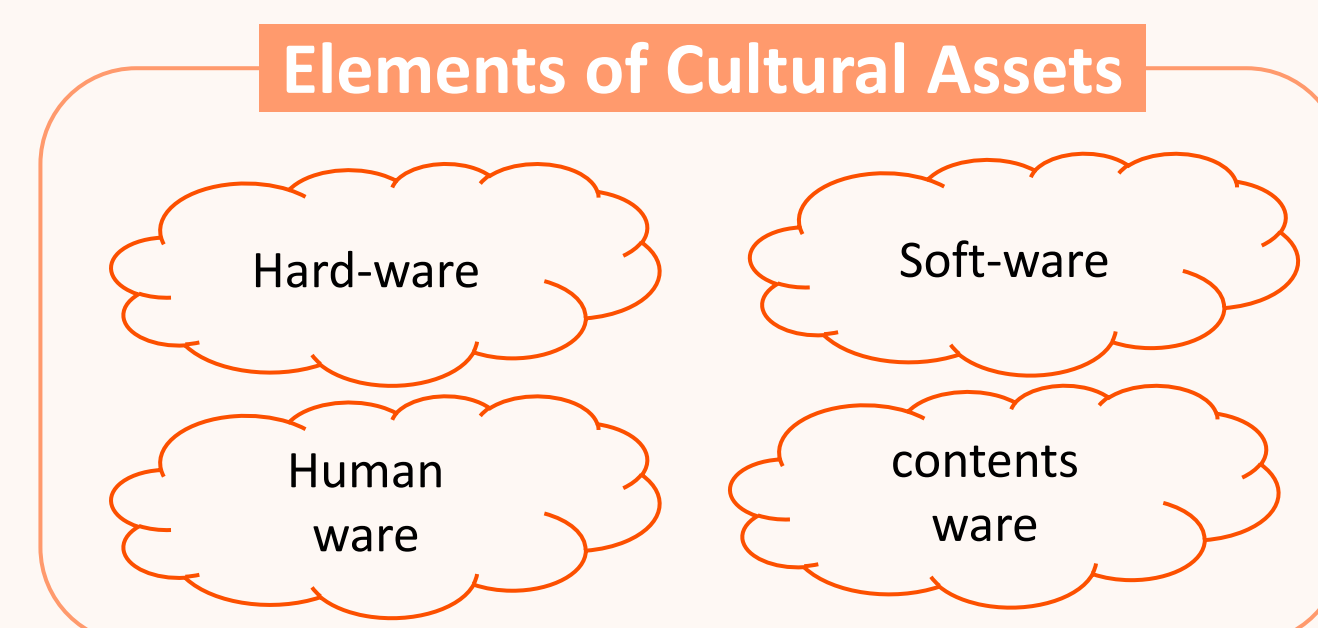 Elements of Cultural Assets
Hard-ware
Soft-ware
Human
ware
contents
ware